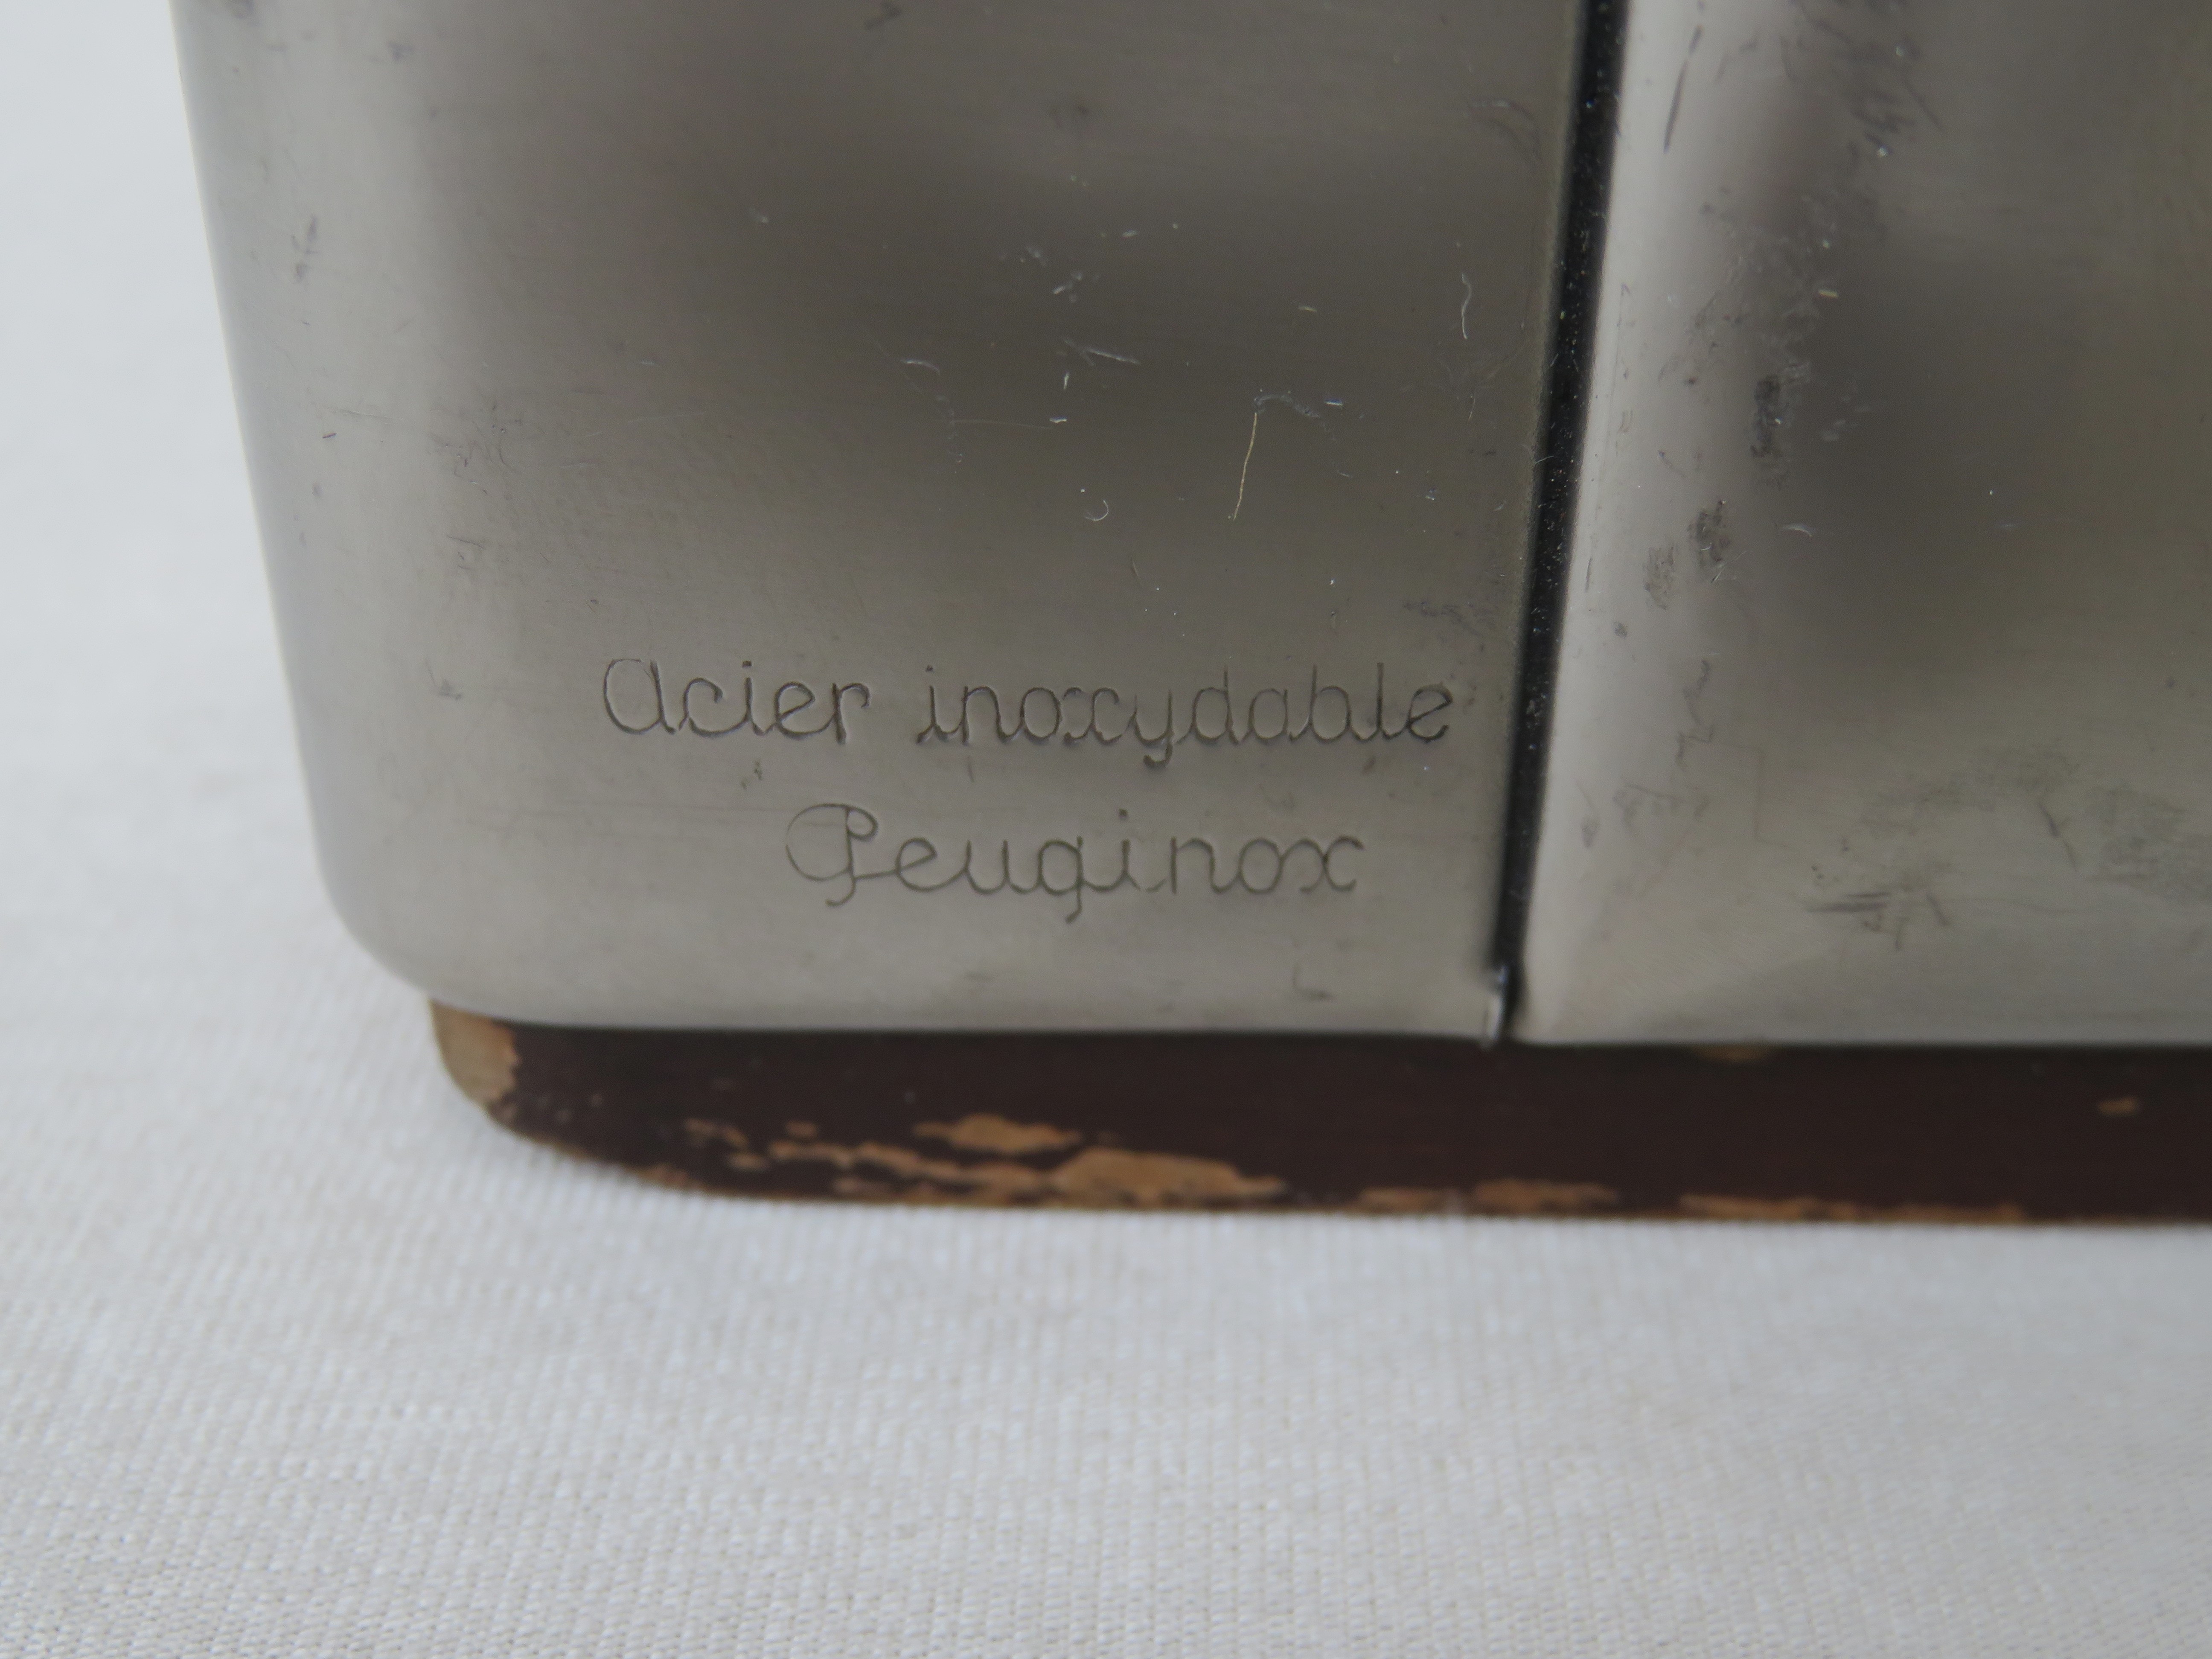 Acier inoxydable
Peuginox